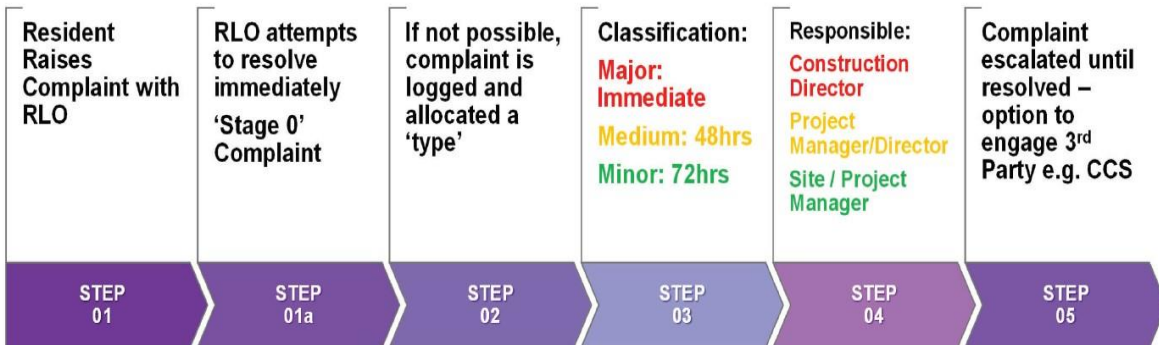 Resident
Raises
Complaint with
RLO
RLO attempts
to resolve
immediately
‘Stage 0’
Complaint
If not possible,
complaint is
logged and
allocated a
‘type’
Classification:
Major:
Immediate
Medium: 48hrs
Minor: 72hrs
Responsible:
Construction
Director
Project
Manager/Director
Site / Project
Manager
Complaint
escalated until
resolved –
option to
engage 3rd
Party e.g. CCS
STEP
01
STEP
01a
STEP
02
STEP
03
STEP
04
STEP
05